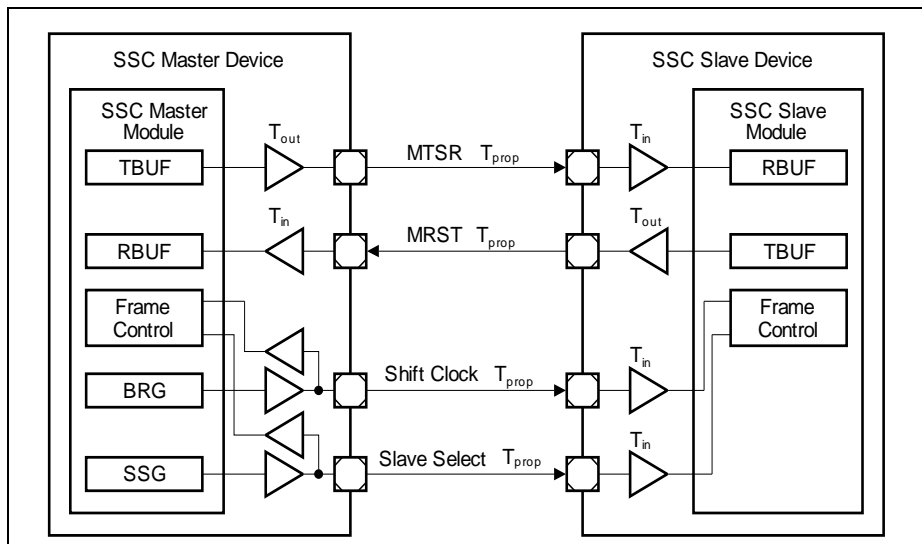 SSC Master Device
SSC Slave Device
SSC Master
Module
SSC Slave
Module
TBUF
Tout
MTSR Tprop
Tin
RBUF
RBUF
Tin
MRST Tprop
Tout
TBUF
Frame
Control
Frame
Control
BRG
Shift Clock Tprop
Tin
SSG
Slave Select Tprop
Tin